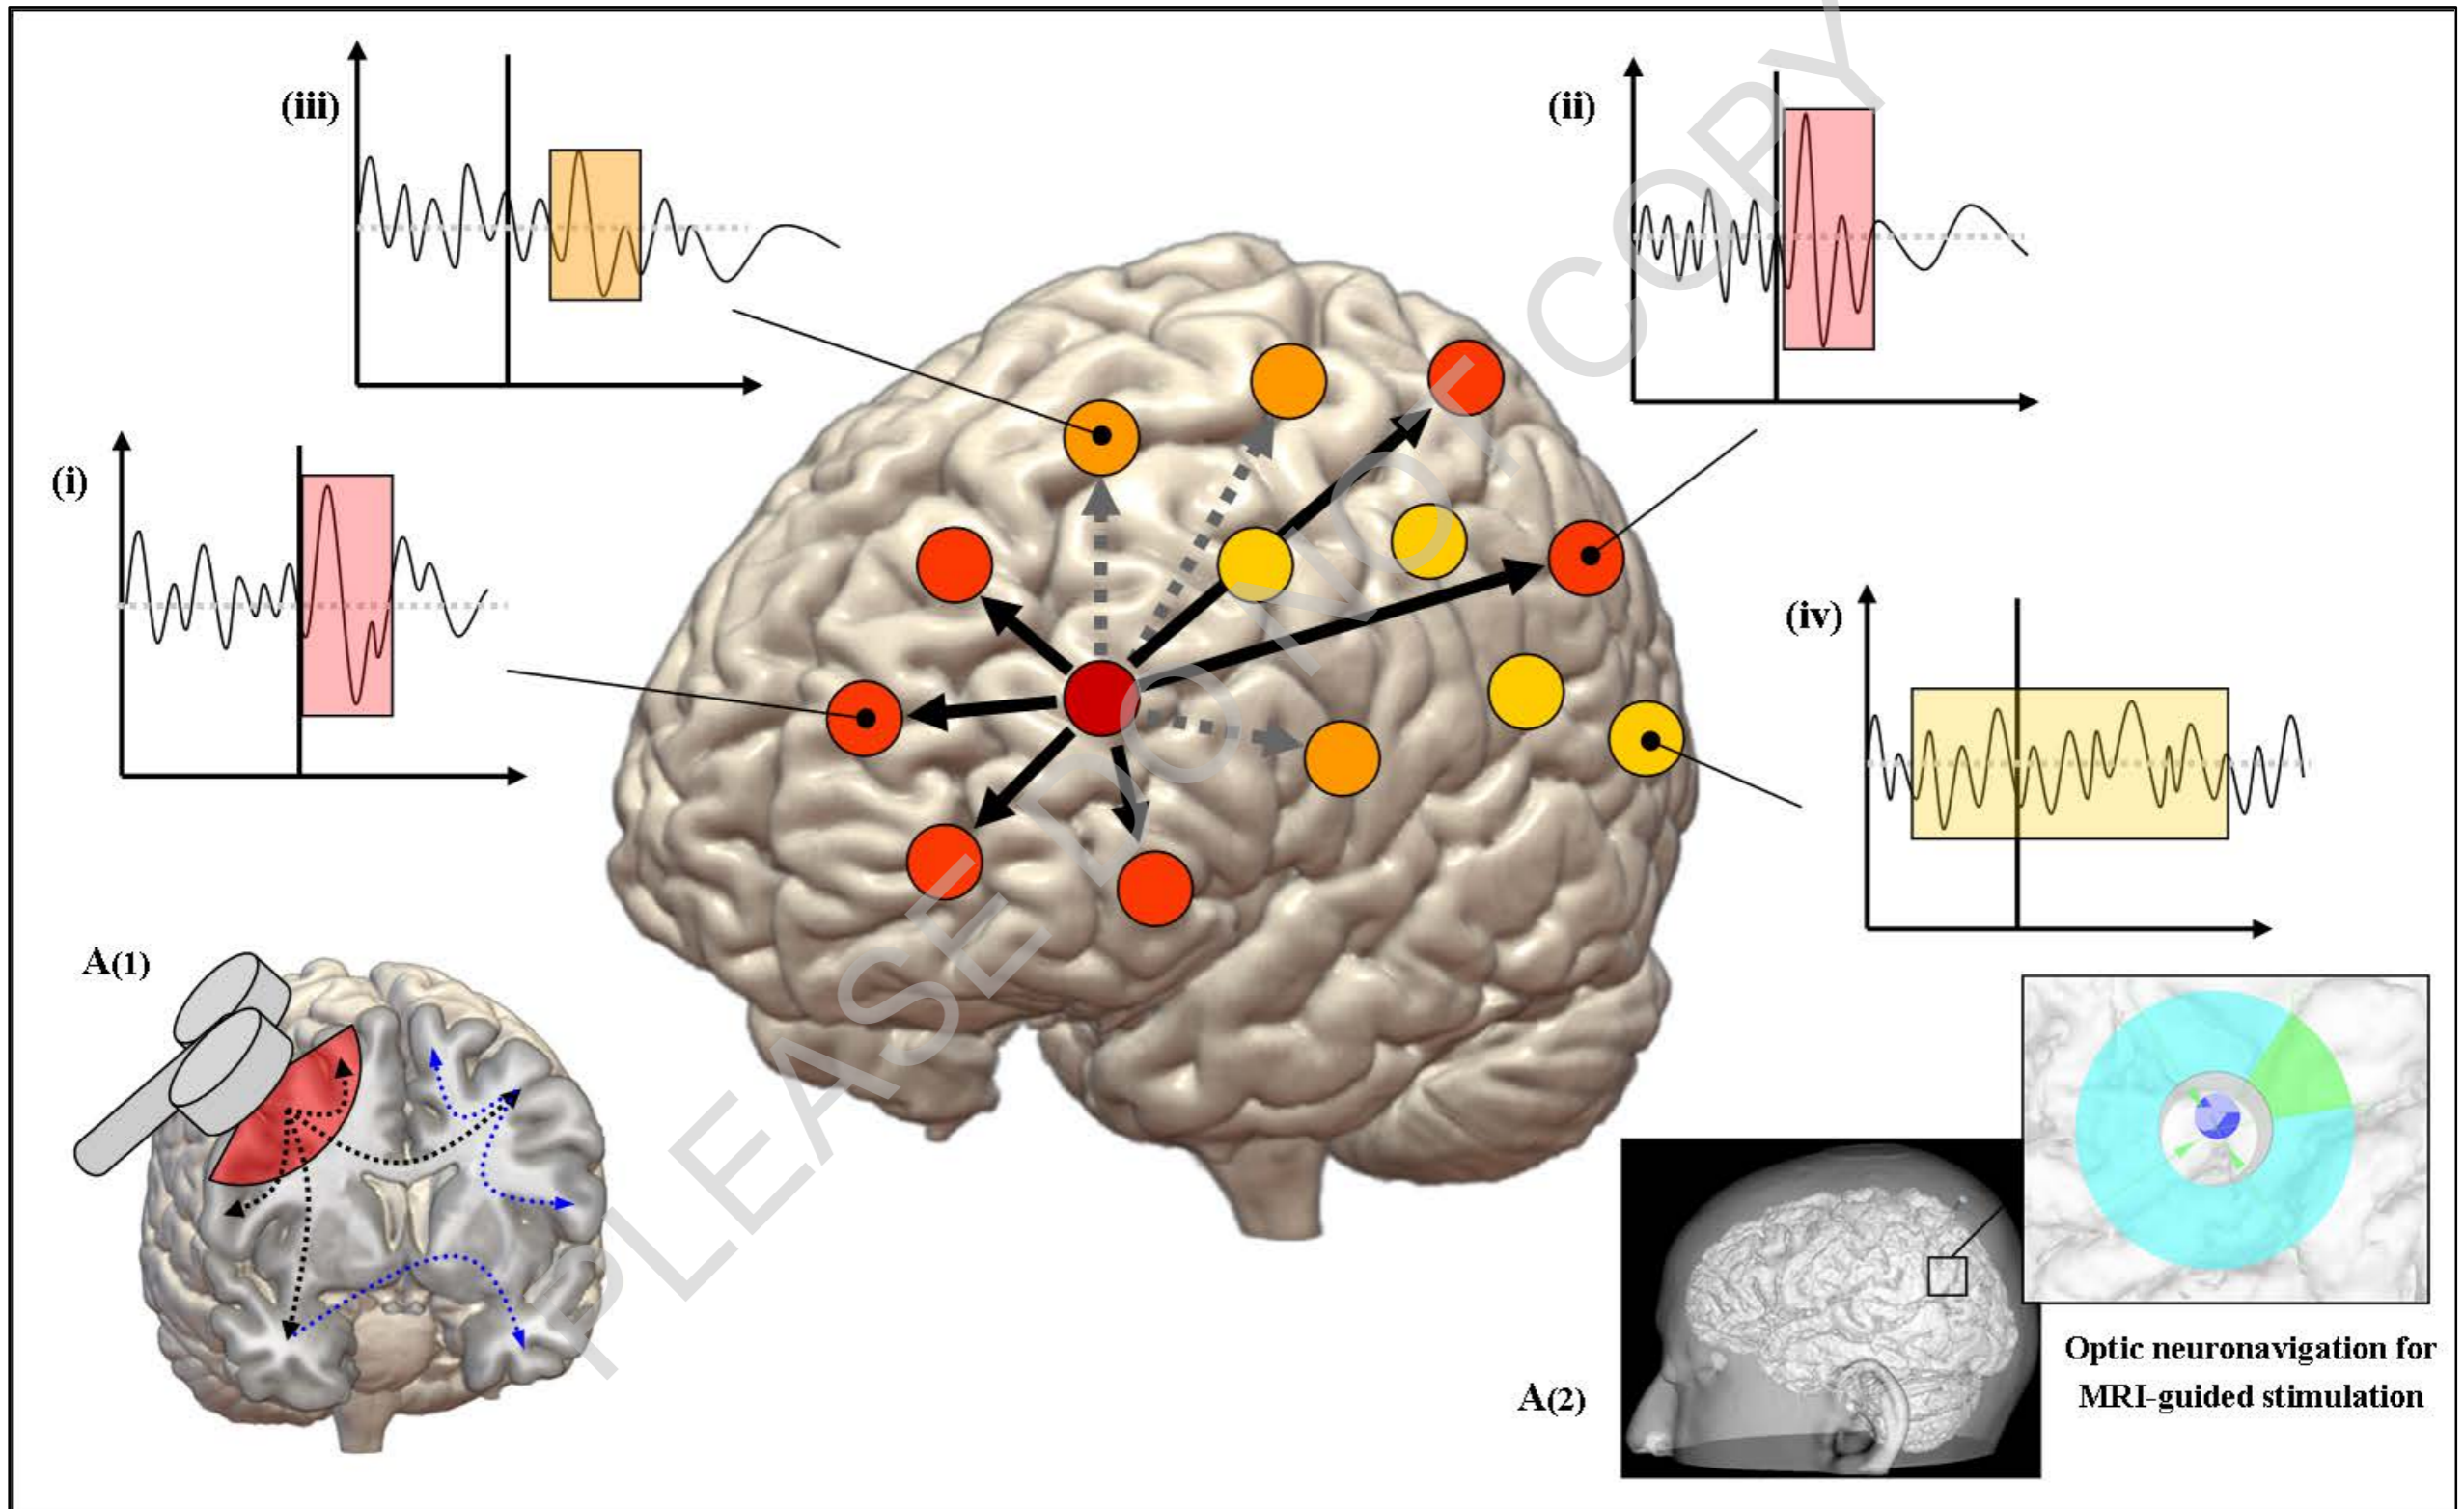 (iii)
(ii)
(i)
(iv)
A(1)
A(2)
Optic neuronavigation for
MRI-guided stimulation
PLEASE DO NOT COPY